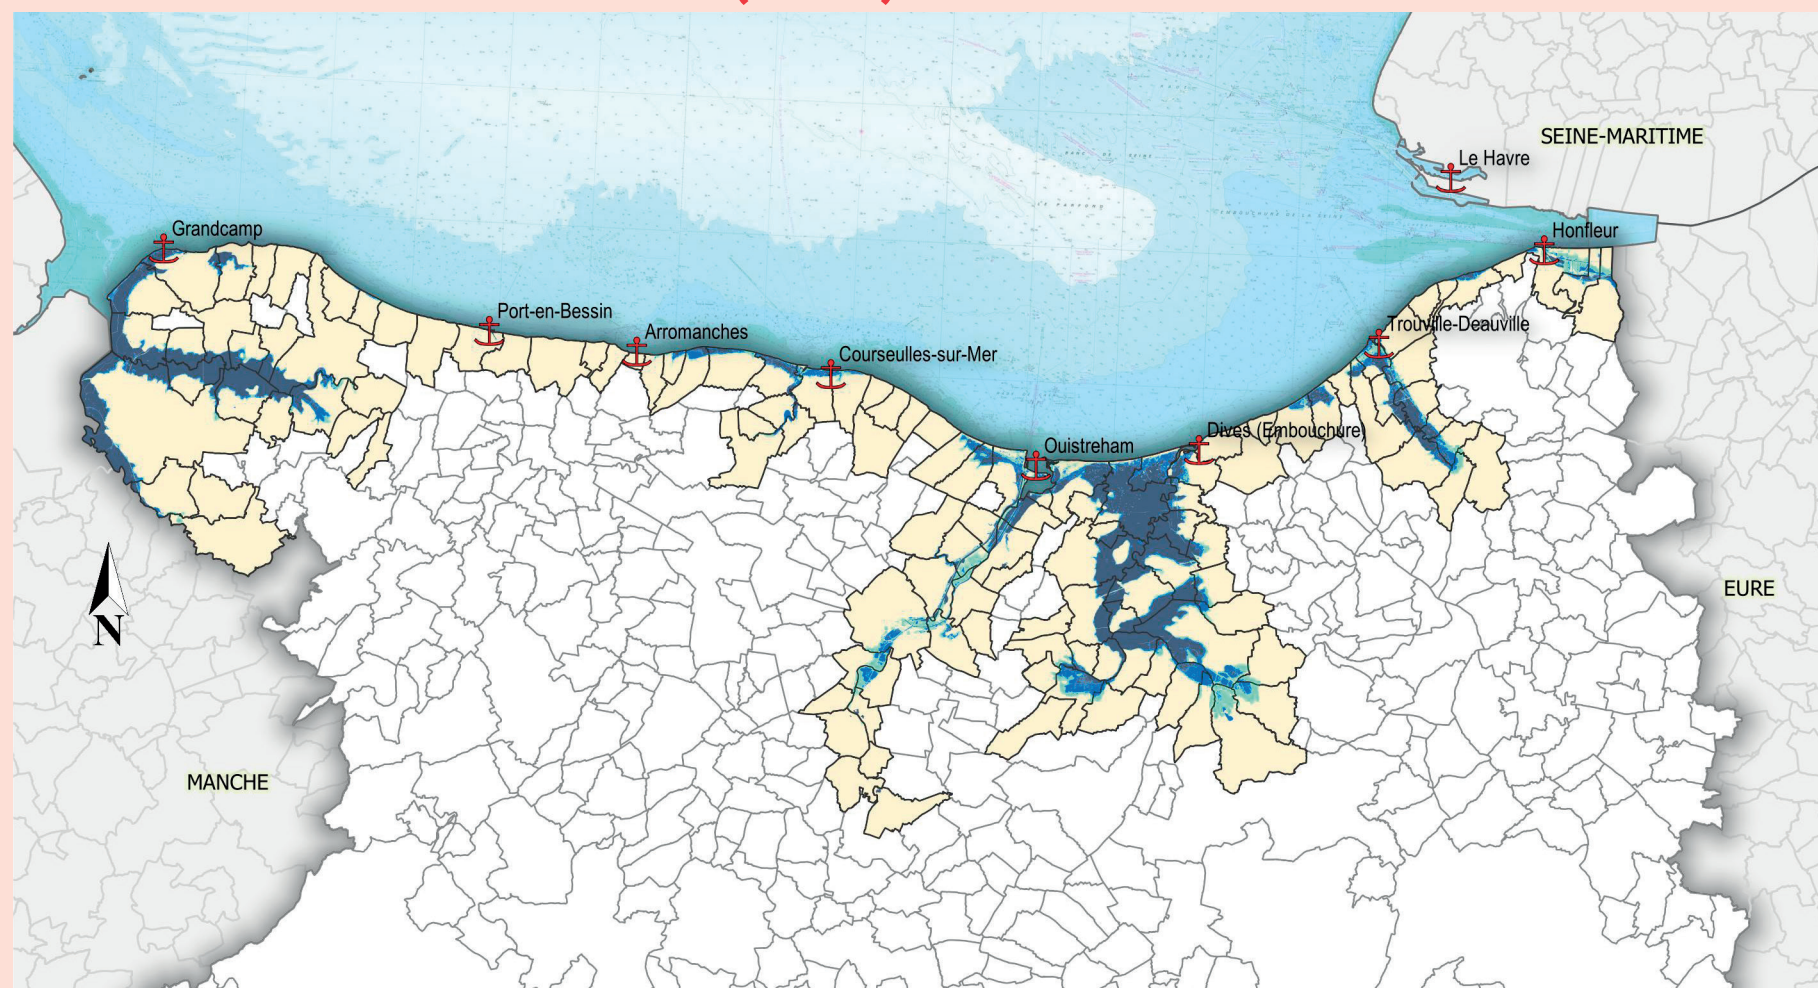 SEINE-MARITIME
Le Havre
Grandcamp
Honfleur
Port-en-Bessin
Trouville-Deauville
Arromanches
Courseulles-sur-Mer
Dives (Embouchure)
Ouistreham
EURE
N
MANCHE